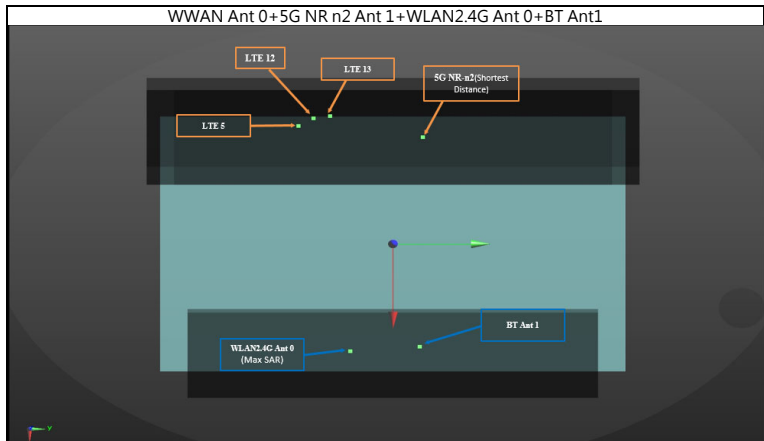 WWAN Ant 0+5G NR n2 Ant 1+WLAN2.4G Ant 0+BT Ant1
LTE 12
LTE 13
5G NR-n2(Shortest
Distance)
LTE 5
BT Ant 1
WLAN2.4G Ant 0
(Max SAR)
Y